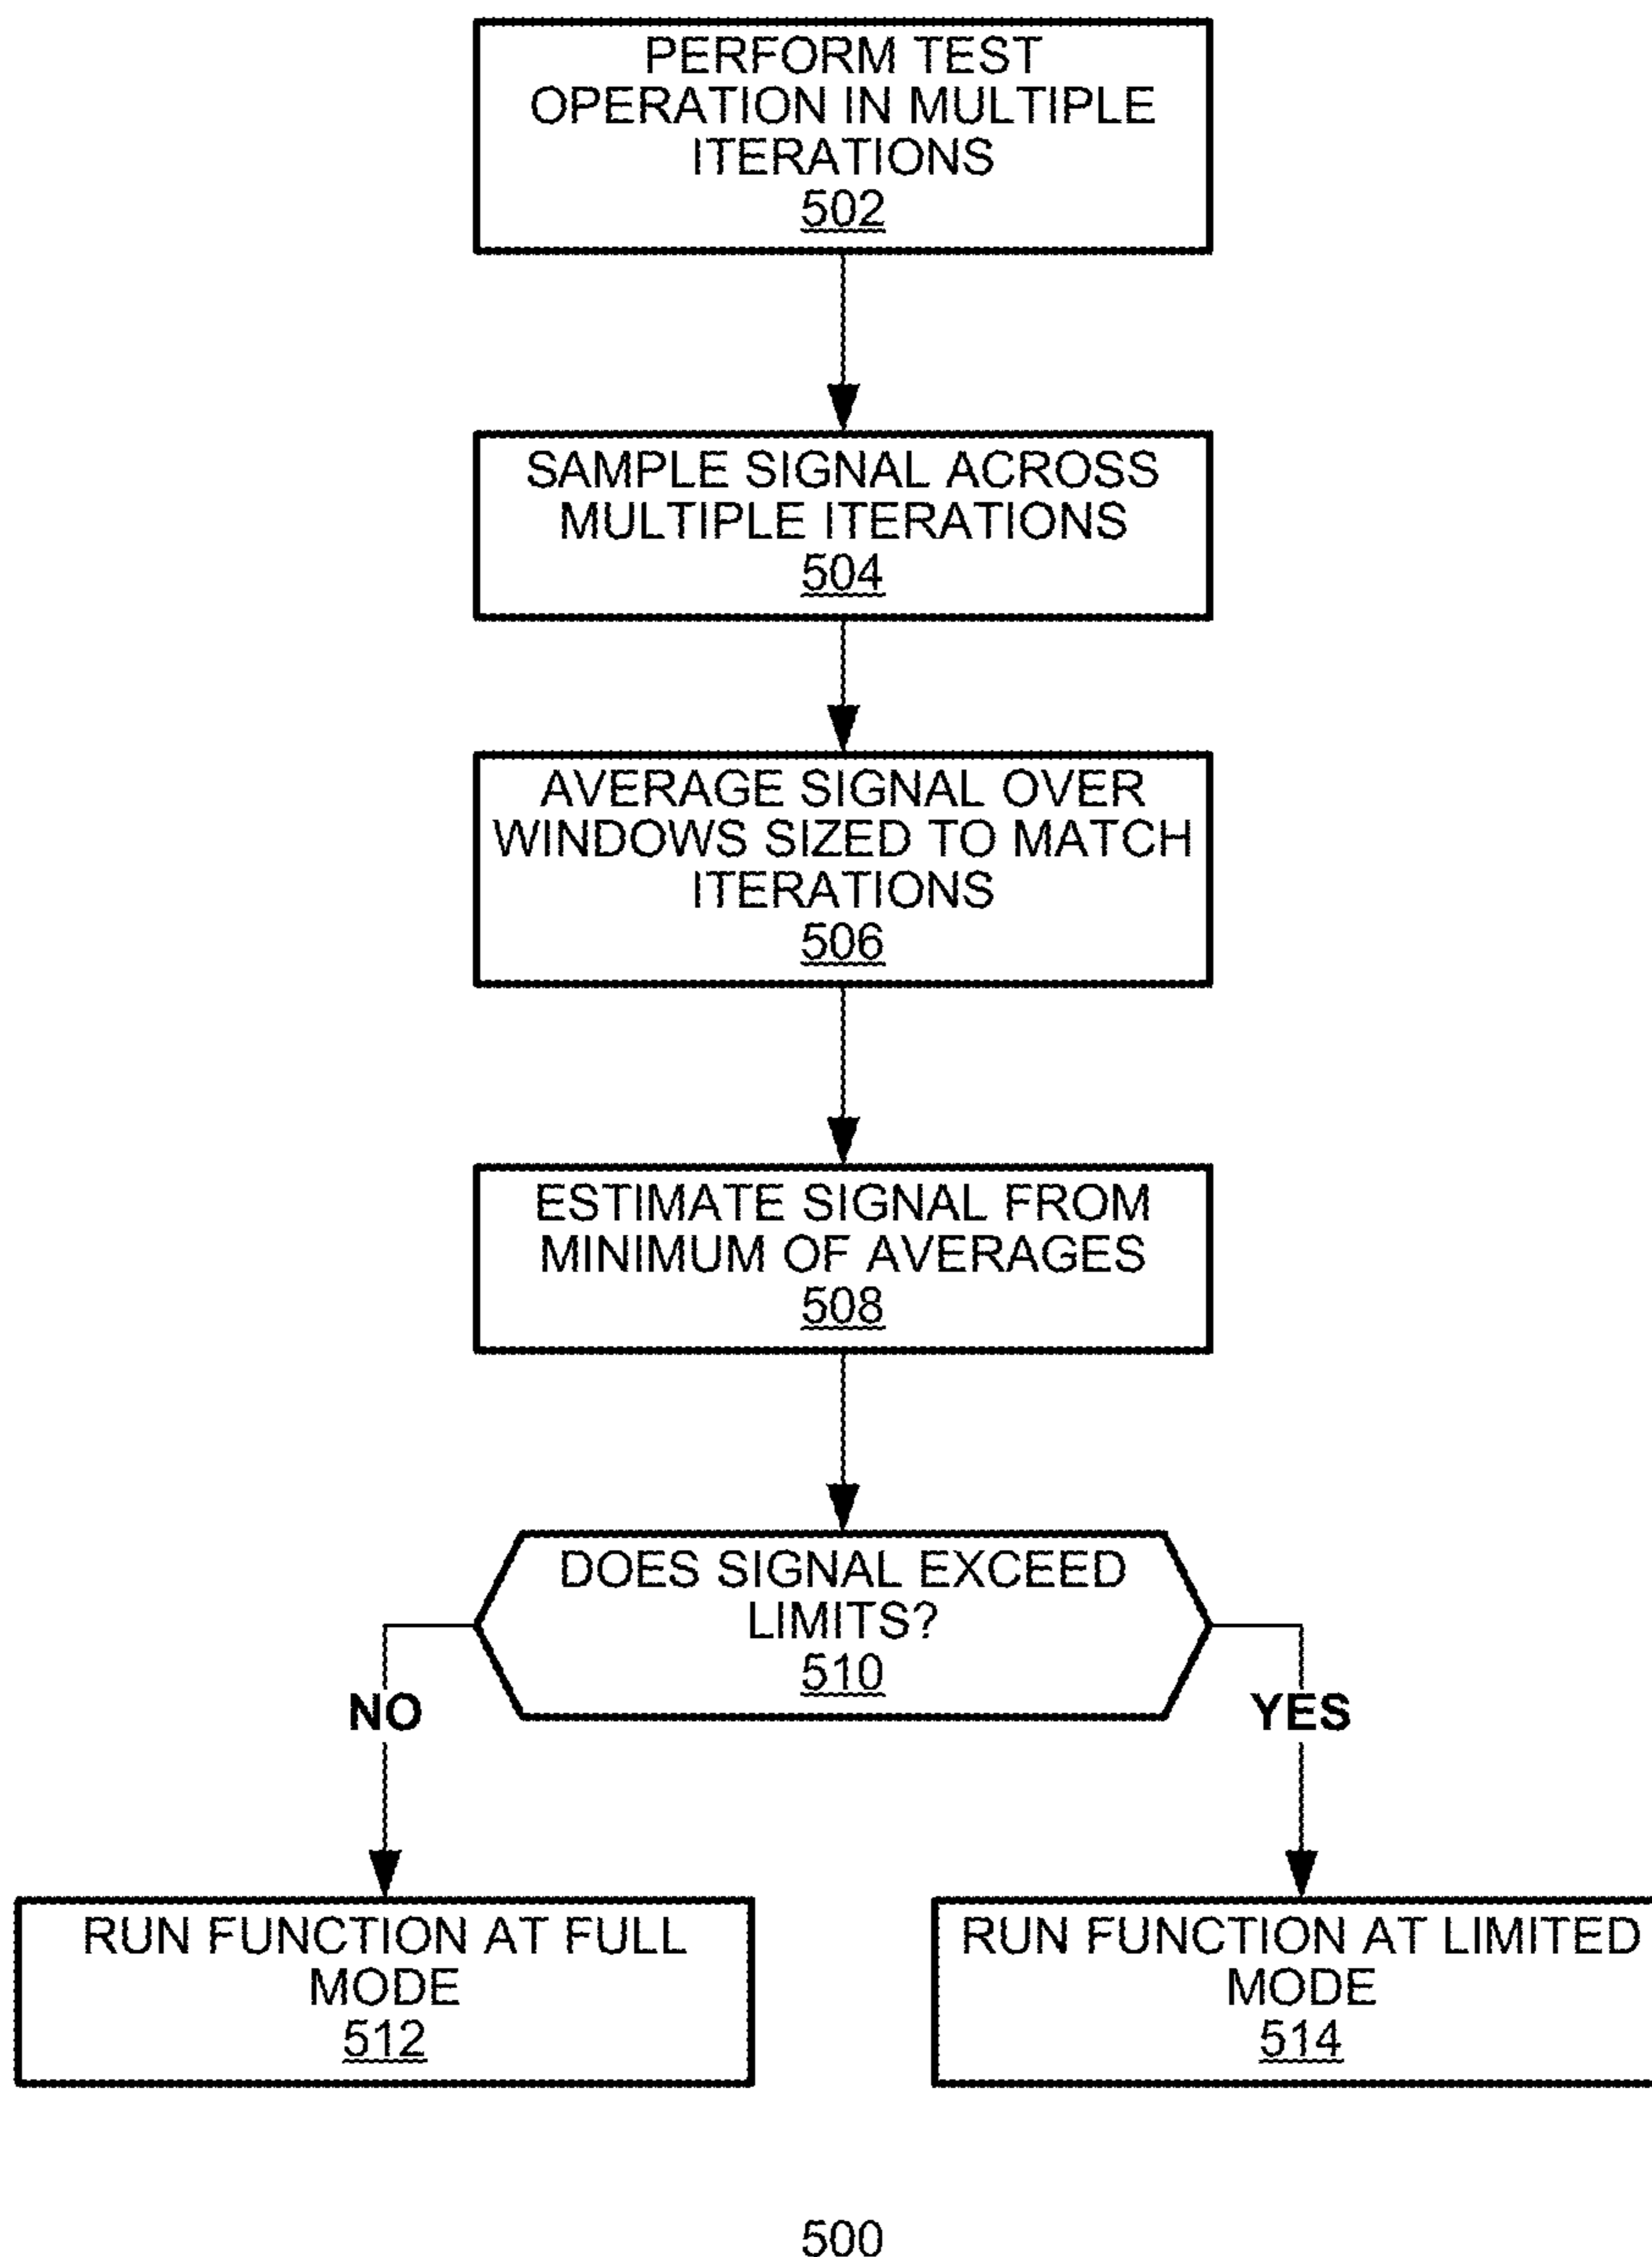 PERFORM TEST
OPERATION IN MULTIPLE
ITERATIONS
502
SAMPLE SIGNAL ACROSS
MULTIPLE ITERATIONS
504
AVERAGE SIGNAL OVER
WINDOWS SIZED TO MATCH
ITERATIONS
506
ESTIMATE SIGNAL FROM
MINIMUM OF AVERAGES
508
DOES SIGNAL EXCEED
LIMITS?
510
NO
YES
RUN FUNCTION AT FULL
MODE
512
RUN FUNCTION AT LIMITED
MODE
514
500